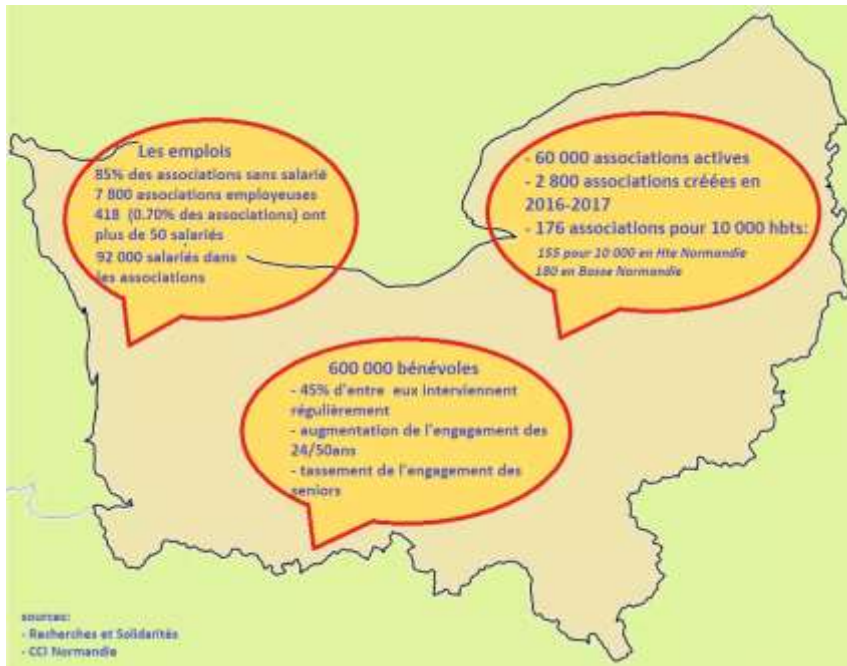 Les emplois
85% des associations sans salarié
7 800 associations employeuses
418 (0.70% des associations) ont
plus de 50 salariés
92 000 salariés dans
les associations
- 60 000 associations actives
- 2 800 associations créées en
2016-2017
- 176 associations pour 10 000 hbts:
155 pour 10 000 en Hte Normandie
180 en Basse Normandie
600 000 bénévoles
- 45% d'entre eux interviennent
régulièrement
- augmentation de l'engagament des
24/50ans
- tassement de l'engagement des
seniors
sources:
- Recherches et Solidarités
- CCI Normandie